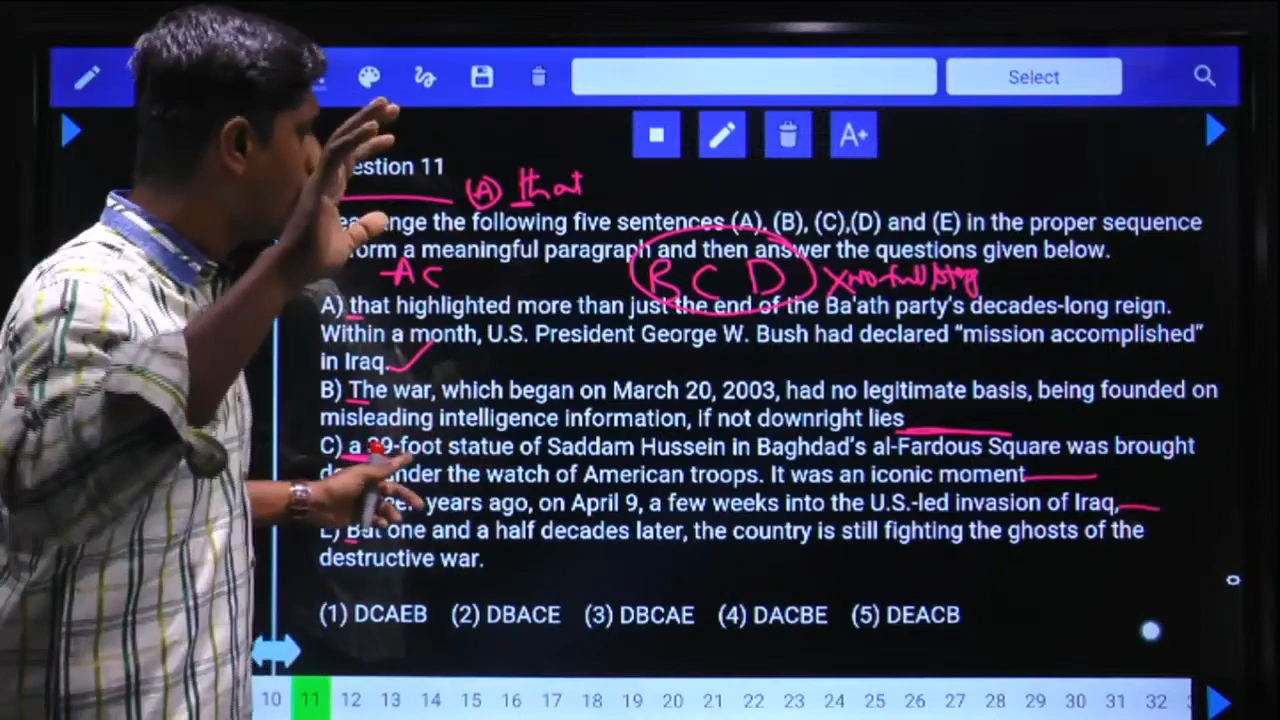 Select
A+
estion 11
(A) that
ange the following five sentences (A), (B), (C),(D) and (E) in the proper sequence
orm a meaningful paragraph and then answer the questions given below.
A C
B C D X no-full stop
A) that highlighted more than just the end of the Ba'ath party's decades-long reign.
Within a month, U.S. President George W. Bush had declared “mission accomplished”
in Iraq.
B) The war, which began on March 20, 2003, had no legitimate basis, being founded on
misleading intelligence information, if not downright lies
C) a 39-foot statue of Saddam Hussein in Baghdad's al-Fardous Square was brought
under the watch of American troops. It was an iconic moment
years ago, on April 9, a few weeks into the U.S.-led invasion of Iraq,
E) But one and a half decades later, the country is still fighting the ghosts of the
destructive war.
(1) DCAEB (2) DBACE (3) DBCAE (4) DACBE (5) DEACB
10 11 12 13 14 15 16 17 18 19 20 21 22 23 24 25 26 27 28 29 30 31 32